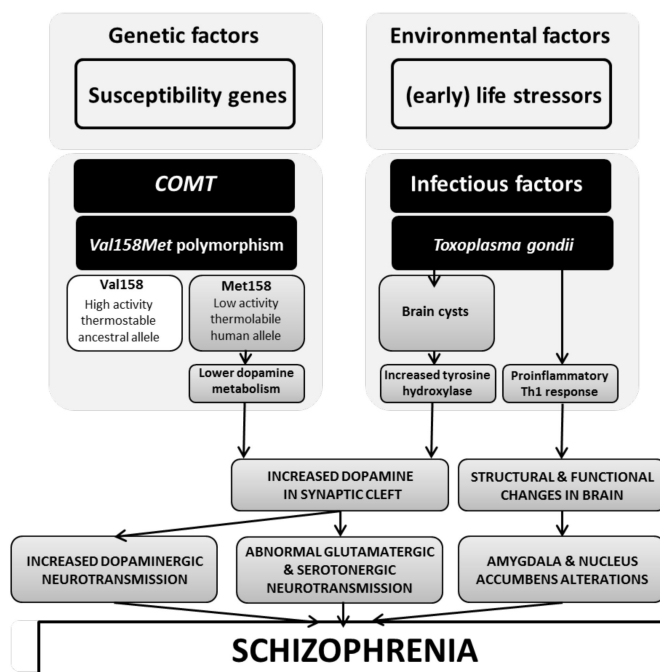 Genetic factors
Susceptibility genes
Environmental factors
(early) life stressors
COMT
Val158Met polymorphism
Val158
High activity
thermostable
ancestral allele
Met158
Low activity
thermolabile
human allele
Lower dopamine
metabolism
Infectious factors
Toxoplasma gondii
Brain cysts
Increased tyrosine
hydroxylase
Proinflammatory
Th1 response
INCREASED DOPAMINE
IN SYNAPTIC CLEFT
STRUCTURAL & FUNCTIONAL
CHANGES IN BRAIN
INCREASED DOPAMINERGIC
NEUROTRANSMISSION
ABNORMAL GLUTAMATERGIC
& SEROTONERGIC
NEUROTRANSMISSION
AMYGDALA & NUCLEUS
ACCUMBENS ALTERATIONS
SCHIZOPHRENIA